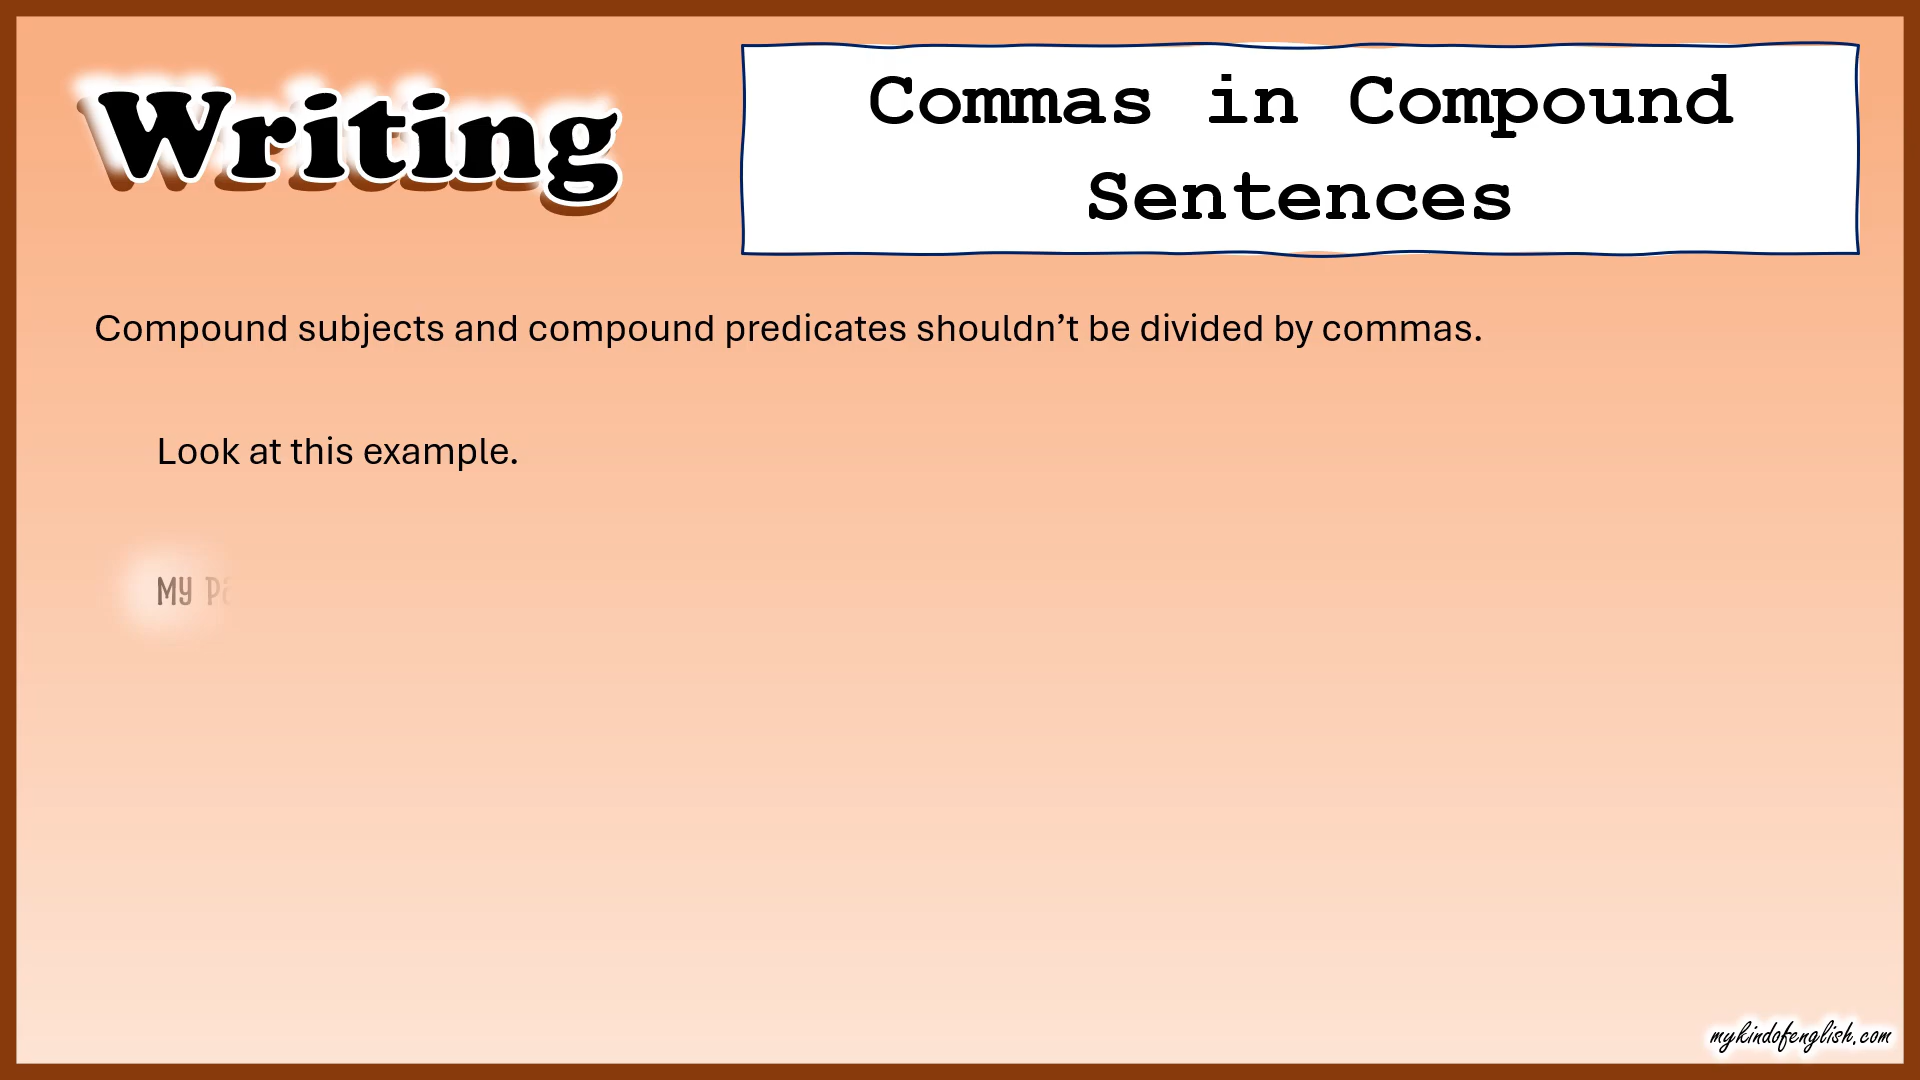 Writing
Commas in Compound
Sentences
Compound subjects and compound predicates shouldn’t be divided by commas.
Look at this example.
My
mykindofenglish.com